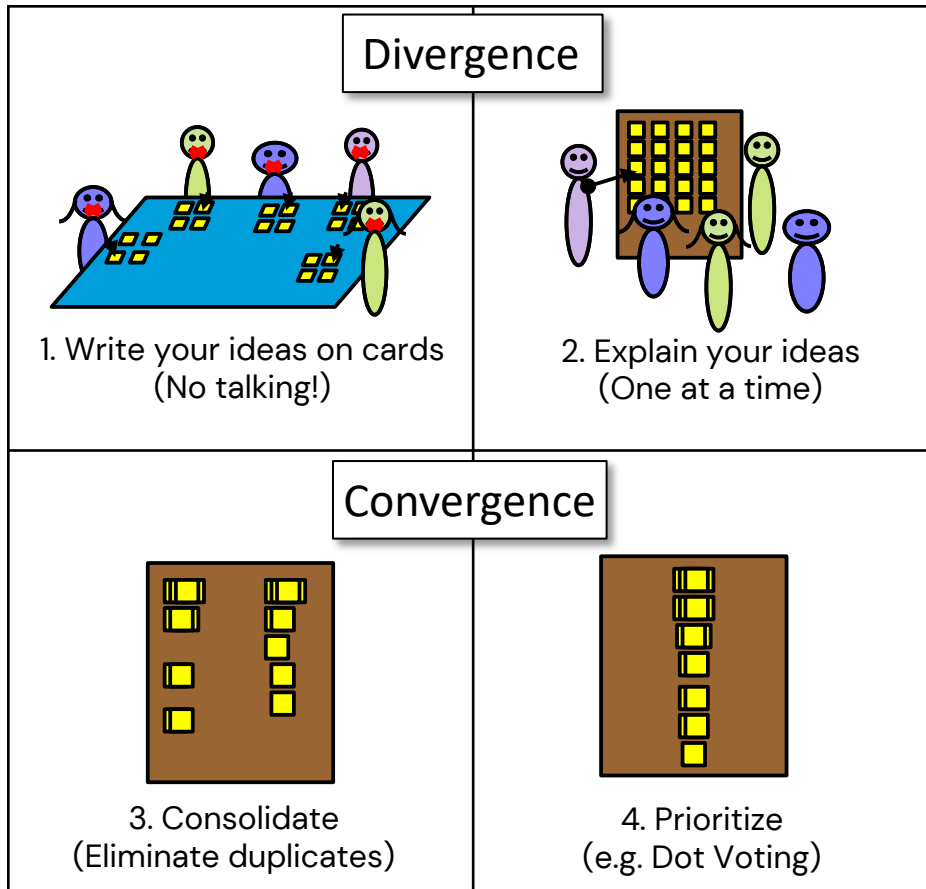 Divergence
1. Write your ideas on cards
(No talking!)
2. Explain your ideas
(One at a time)
Convergence
3. Consolidate
(Eliminate duplicates)
4. Prioritize
(e.g. Dot Voting)